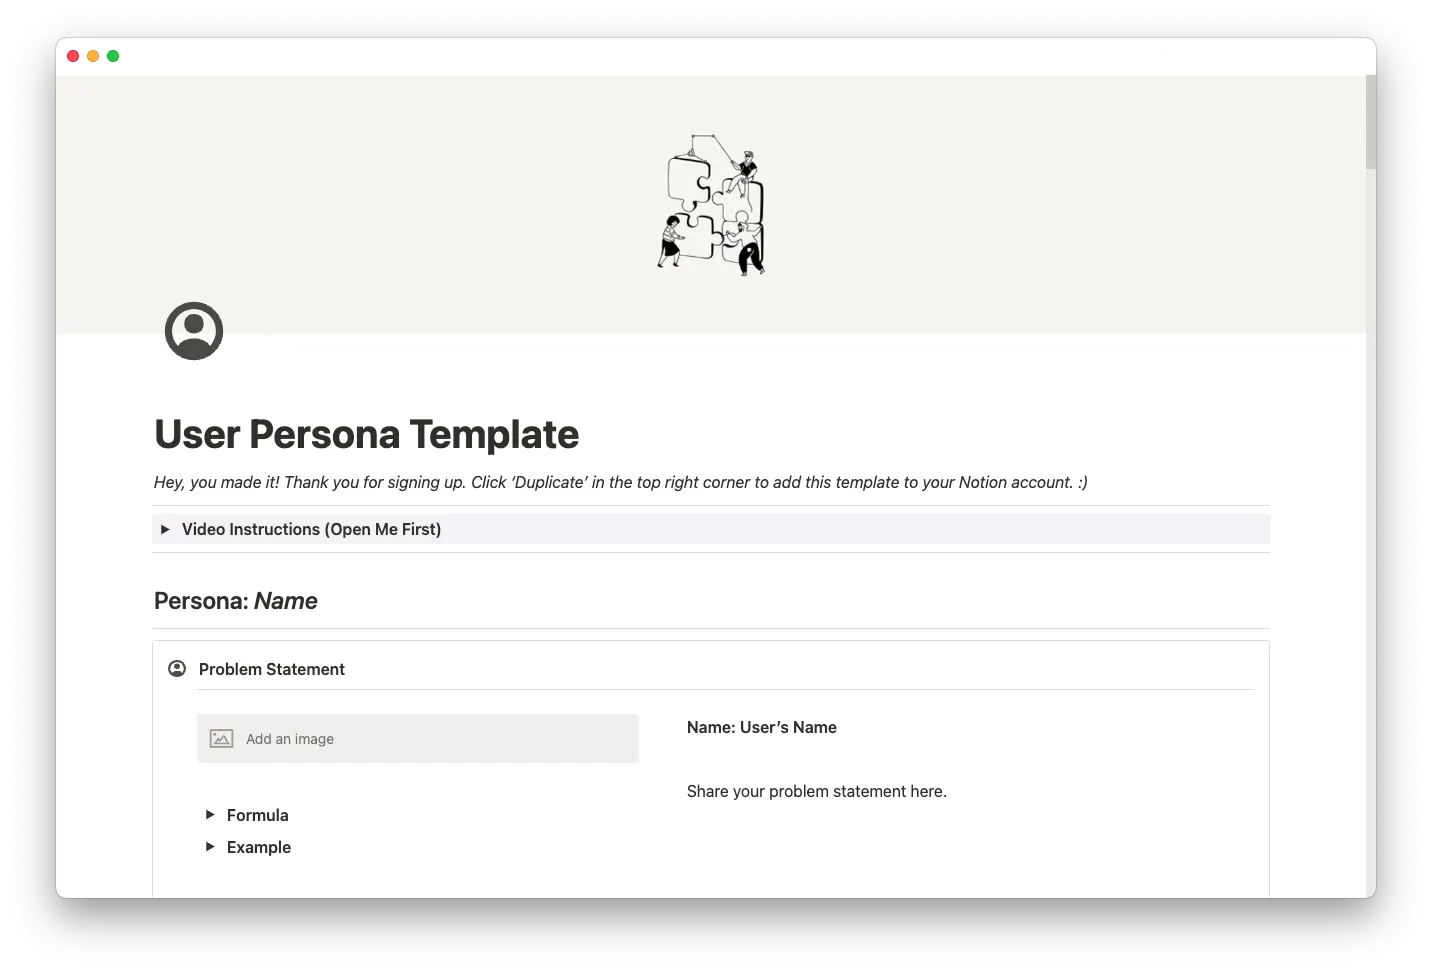 User Persona Template
Hey, you made it! Thank you for signing up. Click ‘Duplicate’ in the top right corner to add this template to your Notion account. :)
Video Instructions (Open Me First)
Persona: Name
Problem Statement
Add an image
Name: User’s Name
Share your problem statement here.
Formula
Example